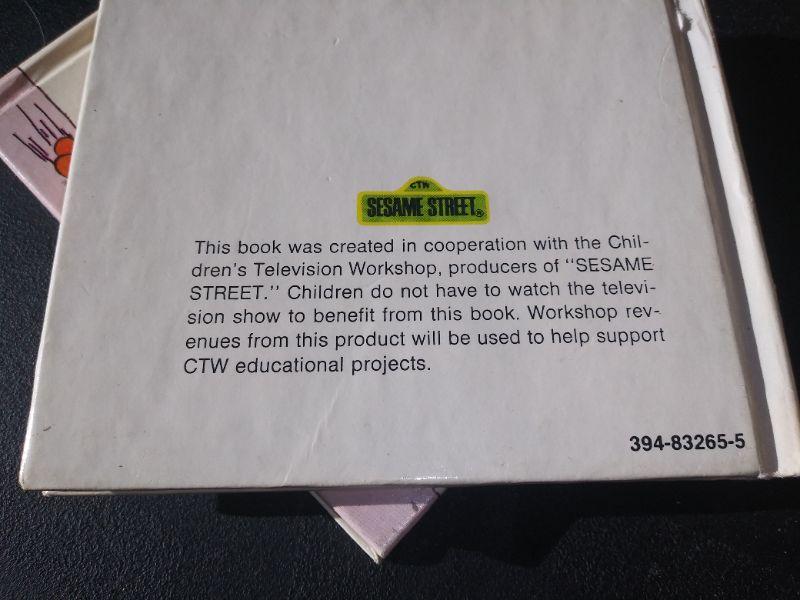 CTW
SESAME STREET®
This book was created in cooperation with the Chil-
dren's Television Workshop, producers of "SESAME
STREET." Children do not have to watch the televi-
sion show to benefit from this book. Workshop rev-
enues from this product will be used to help support
CTW educational projects.
394-83265-5